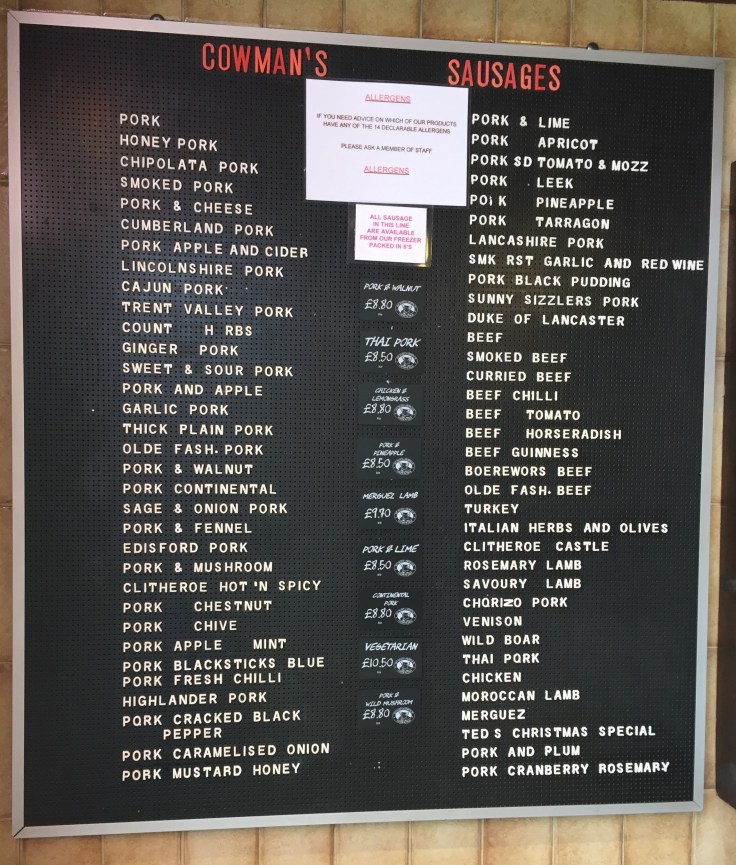 COWMAN'S SAUSAGES
PORK
HONEY PORK
CHIPOLATA PORK
SMOKED PORK
PORK & CHEESE
CUMBERLAND PORK
PORK APPLE AND CIDER
LINCOLNSHIRE PORK
CAJUN PORK
TRENT VALLEY PORK
COUNT H RBS
GINGER PORK
SWEET & SOUR PORK
PORK AND APPLE
GARLIC PORK
THICK PLAIN PORK
OLDE FASH. PORK
PORK & WALNUT
PORK CONTINENTAL
SAGE & ONION PORK
PORK & FENNEL
EDISFORD PORK
PORK & MUSHROOM
CLITHEROE HOT 'N SPICY
PORK CHESTNUT
PORK CHIVE
PORK APPLE MINT
PORK BLACKSTICKS BLUE
PORK FRESH CHILLI
HIGHLANDER PORK
PORK CRACKED BLACK
PEPPER
PORK CARAMELISED ONION
PORK MUSTARD HONEY
ALLERGENS
IF YOU NEED ADVICE ON WHICH OF OUR PRODUCTS
HAVE ANY OF THE 14 DECLARABLE ALLERGENS
PLEASE ASK A MEMBER OF STAFF
ALLERGENS
ALL SAUSAGE
IN THIS LINE
ARE AVAILABLE
FROM OUR FREEZER
PACKED IN 6'S
PORK & WALNUT
£8.80
THAI PORK
£8.50
CHICKEN &
LEMONGRASS
£8.80
PORK &
PINEAPPLE
£8.50
MERGUEZ LAMB
£9.70
PORK & LIME
£8.50
CONTINENTAL
PORK
£8.80
VEGETARIAN
£10.50
PORK &
WILD MUSHROOM
£8.80
PORK & LIME
PORK APRICOT
PORK SD TOMATO & MOZZ
PORK LEEK
PORK PINEAPPLE
PORK TARRAGON
LANCASHIRE PORK
SMK RST GARLIC AND RED WINE
PORK BLACK PUDDING
SUNNY SIZZLERS PORK
DUKE OF LANCASTER
BEEF
SMOKED BEEF
CURRIED BEEF
BEEF CHILLI
BEEF TOMATO
BEEF HORSERADISH
BEEF GUINNESS
BOEREWORS BEEF
OLDE FASH. BEEF
TURKEY
ITALIAN HERBS AND OLIVES
CLITHEROE CASTLE
ROSEMARY LAMB
SAVOURY LAMB
CHORIZO PORK
VENISON
WILD BOAR
THAI PORK
CHICKEN
MOROCCAN LAMB
MERGUEZ
TED S CHRISTMAS SPECIAL
PORK AND PLUM
PORK CRANBERRY ROSEMARY